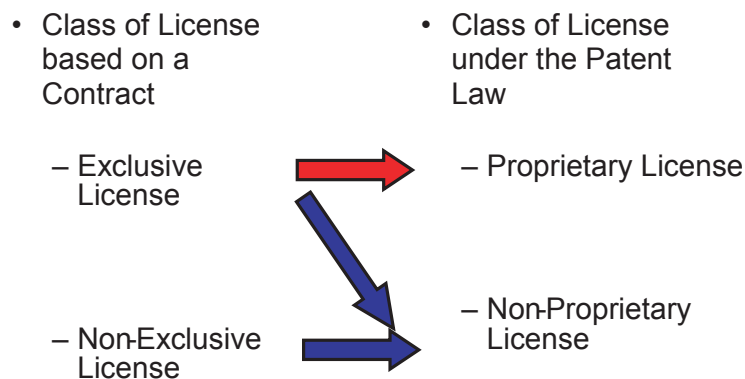 • Class of License
based on a
Contract
– Exclusive
License
– Non-Exclusive
License
• Class of License
under the Patent
Law
– Proprietary License
– Non-Proprietary
License